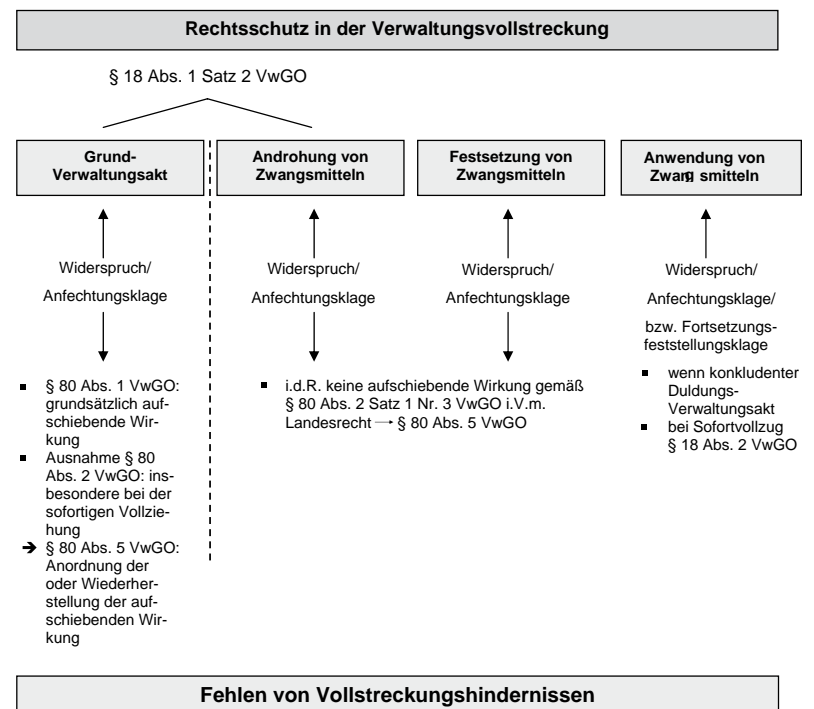 Rechtsschutz in der Verwaltungsvollstreckung
§ 18 Abs. 1 Satz 2 VwGO
Grund-
Verwaltungsakt
Androhung von
Zwangsmitteln
Festsetzung von
Zwangsmitteln
Anwendung von
Zwang smitteln
Widerspruch/
Anfechtungsklage
Widerspruch/
Anfechtungsklage
Widerspruch/
Anfechtungsklage
Widerspruch/
Anfechtungsklage/
bzw. Fortsetzungs-
feststellungsklage
▪ § 80 Abs. 1 VwGO:
grundsätzlich auf-
schiebende Wir-
kung
▪ Ausnahme § 80
Abs. 2 VwGO: ins-
besondere bei der
sofortigen Vollzie-
hung
➔ § 80 Abs. 5 VwGO:
Anordnung der
oder Wiederher-
stellung der auf-
schiebenden Wir-
kung
▪ i.d.R. keine aufschiebende Wirkung gemäß
§ 80 Abs. 2 Satz 1 Nr. 3 VwGO i.V.m.
Landesrecht → § 80 Abs. 5 VwGO
▪ wenn konkludenter
Duldungs-
Verwaltungsakt
▪ bei Sofortvollzug
§ 18 Abs. 2 VwGO
Fehlen von Vollstreckungshindernissen